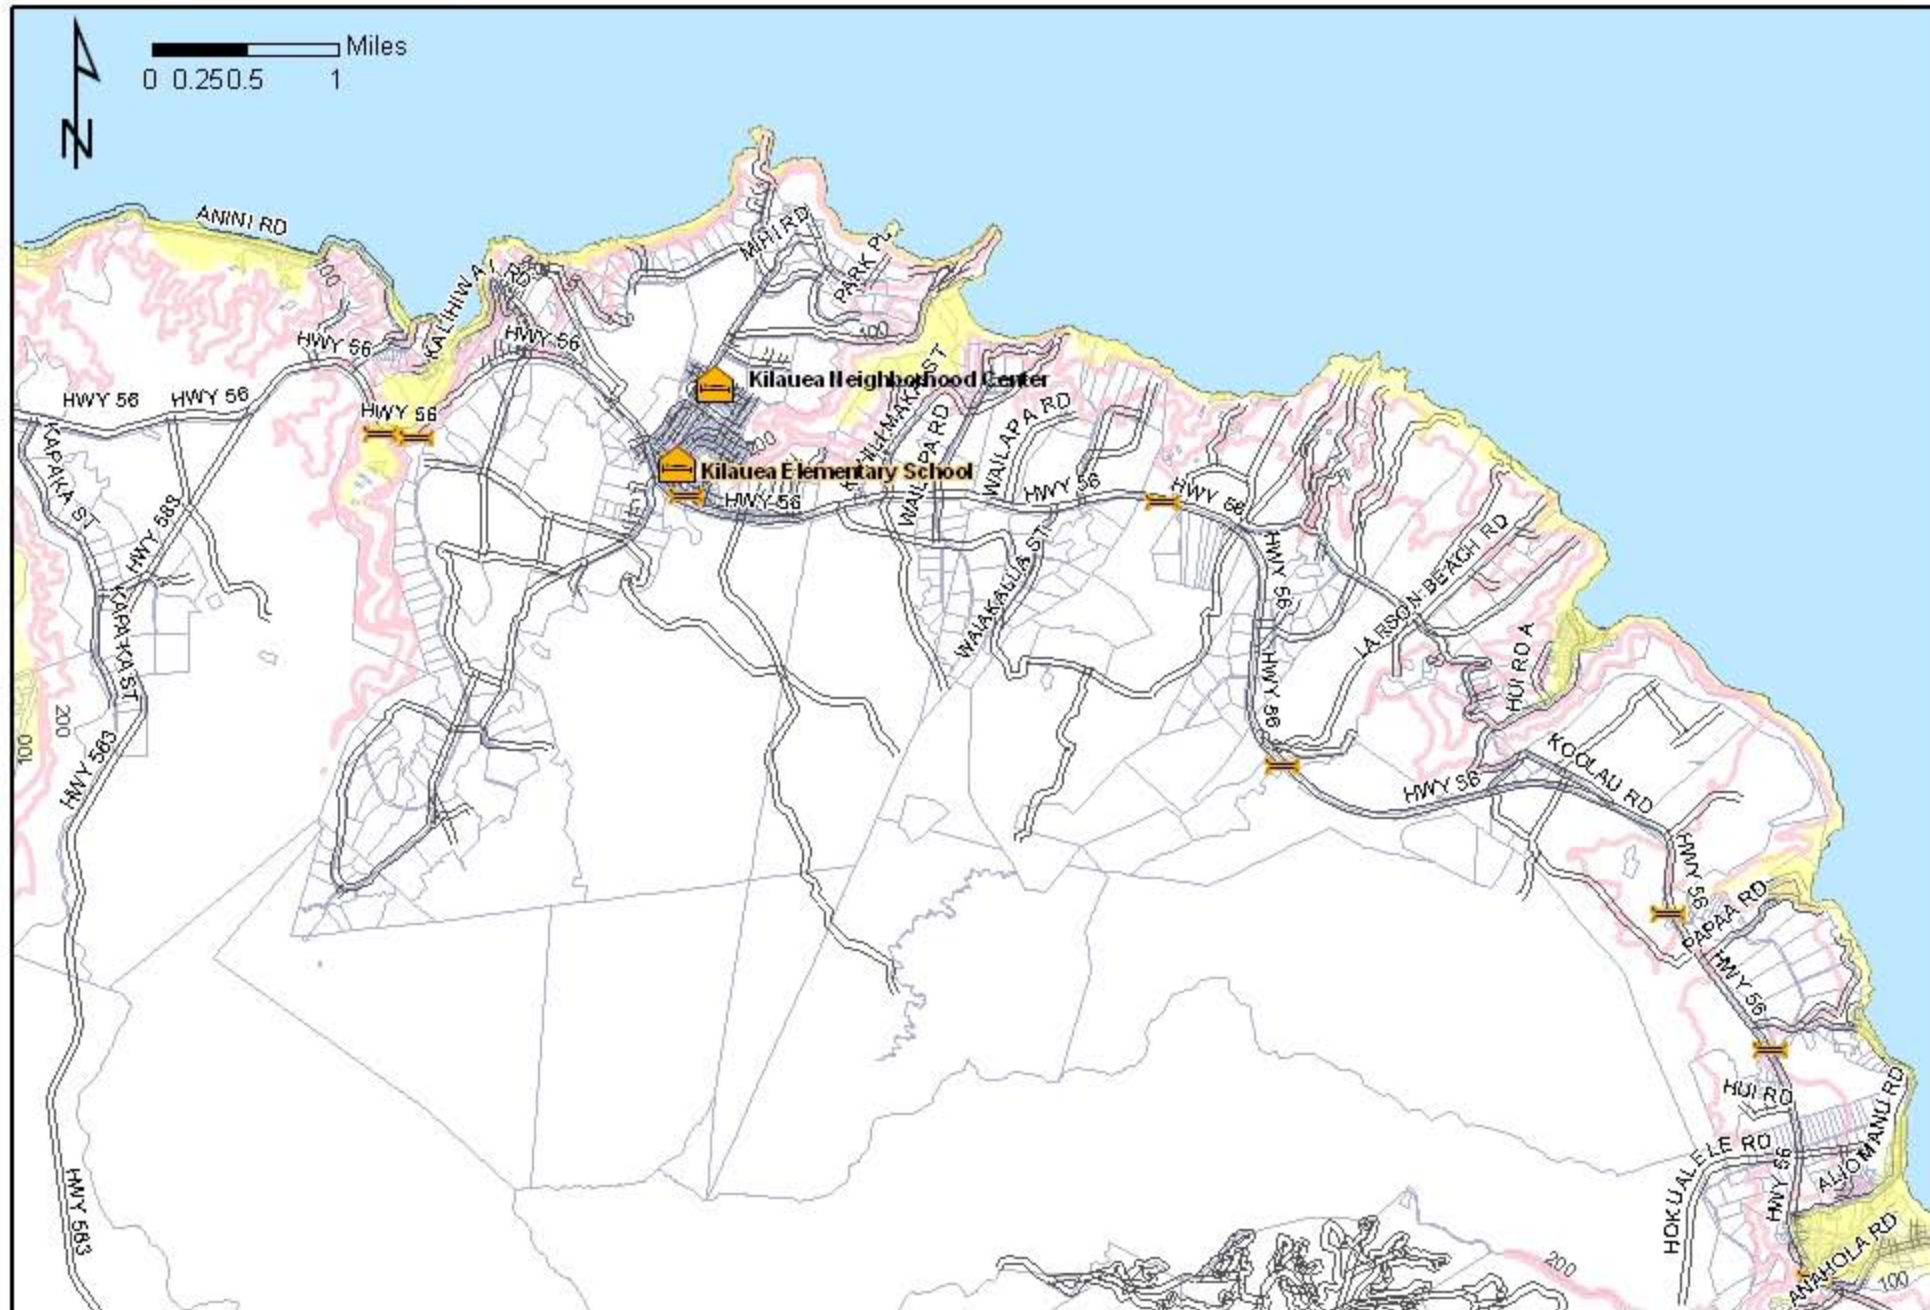 Miles
0 0.25 0.5 1
N
ANINI RD
MIHI RD
PARK PL
100
100
KALIHIWAI RD
HWY 56
HWY 56
HWY 56
HWY 56
HWY 56
Kilauea Neighborhood Center
Kilauea Elementary School
HWY 56
WAILAPA RD
WAILAPA RD
HWY 56
HWY 56
KAPAKA ST
HWY 583
KAPAKA ST
WAIAKALUA ST
HWY 56
LARSON BEACH RD
HWY 56
HUI RD A
200
100
HWY 563
KOOLAU RD
HWY 56
HWY 56
PAPAA RD
HWY 56
HUI RD
HOKUALELE RD
ALIOMANU RD
HWY 56
HWY 583
ANAHOLA RD
200
100